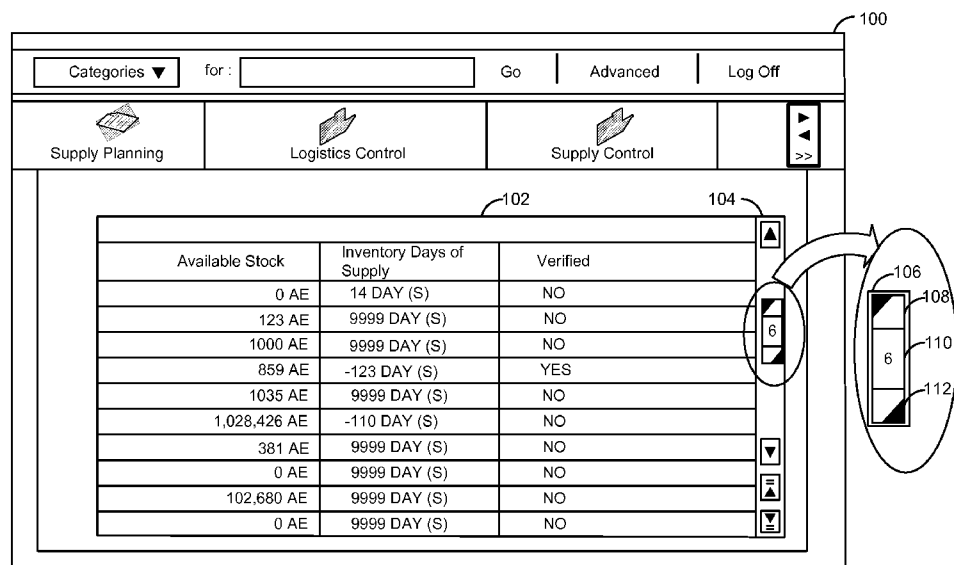 100
Categories ▼ for : Go Advanced Log Off
Supply Planning Logistics Control Supply Control >>
102 104
Available Stock Inventory Days of Supply Verified
0 AE 14 DAY (S) NO
123 AE 9999 DAY (S) NO
1000 AE 9999 DAY (S) NO
859 AE -123 DAY (S) YES
1035 AE 9999 DAY (S) NO
1,028,426 AE -110 DAY (S) NO
381 AE 9999 DAY (S) NO
0 AE 9999 DAY (S) NO
102,680 AE 9999 DAY (S) NO
0 AE 9999 DAY (S) NO
6
106
108
6 110
112